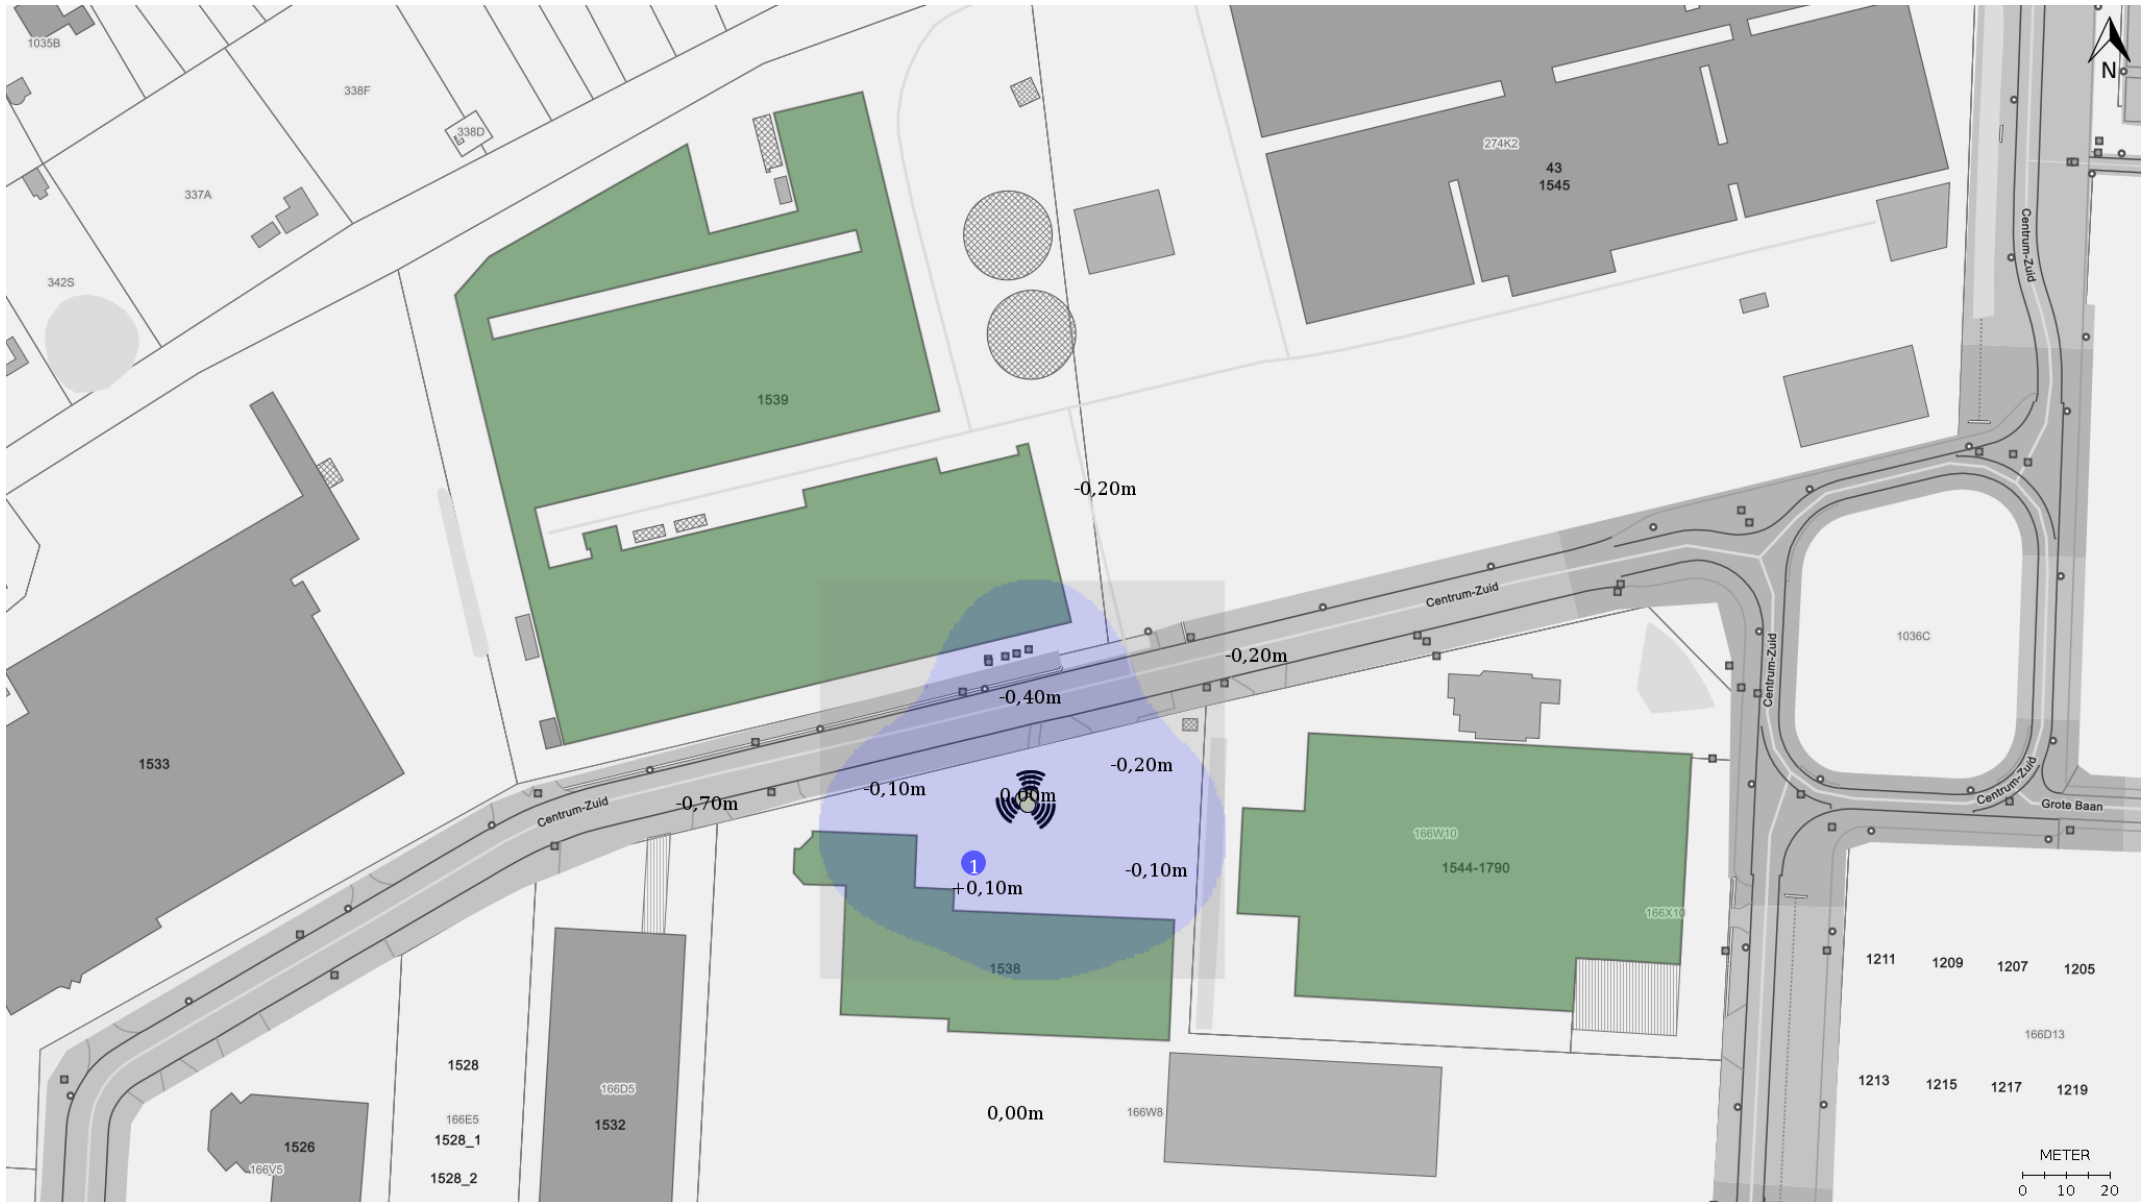 1035B
N
338F
338D
274K2
43
1545
337A
Centrum-Zuid
342S
1539
-0,20m
Centrum-Zuid
1036C
-0,20m
Centrum-Zuid
-0,40m
1533
-0,20m
Centrum-Zuid
-0,10m
0,00m
-0,70m
Grote Baan
Centrum-Zuid
166W10
1
1544-1790
-0,10m
+0,10m
166X10
1538
1211
1209
1207
1205
166D13
1528
166D5
1213
1215
1217
1219
0,00m
166W8
166E5
1532
1528_1
1526
166V5
1528_2
METER
0 10 20